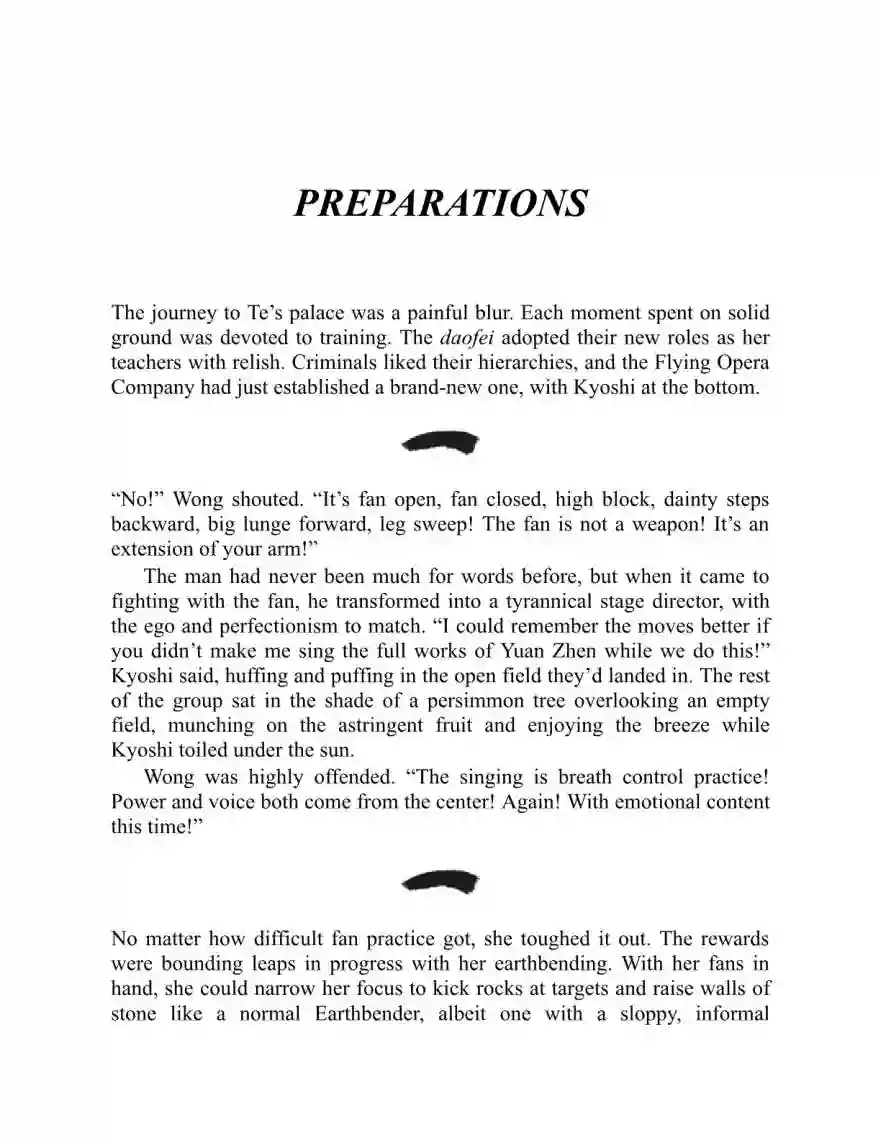 PREPARATIONS
The journey to Te’s palace was a painful blur. Each moment spent on solid
ground was devoted to training. The daofei adopted their new roles as her
teachers with relish. Criminals liked their hierarchies, and the Flying Opera
Company had just established a brand-new one, with Kyoshi at the bottom.
“No!” Wong shouted. “It’s fan open, fan closed, high block, dainty steps
backward, big lunge forward, leg sweep! The fan is not a weapon! It’s an
extension of your arm!”
The man had never been much for words before, but when it came to
fighting with the fan, he transformed into a tyrannical stage director, with
the ego and perfectionism to match. “I could remember the moves better if
you didn’t make me sing the full works of Yuan Zhen while we do this!”
Kyoshi said, huffing and puffing in the open field they’d landed in. The rest
of the group sat in the shade of a persimmon tree overlooking an empty
field, munching on the astringent fruit and enjoying the breeze while
Kyoshi toiled under the sun.
Wong was highly offended. “The singing is breath control practice!
Power and voice both come from the center! Again! With emotional content
this time!”
No matter how difficult fan practice got, she toughed it out. The rewards
were bounding leaps in progress with her earthbending. With her fans in
hand, she could narrow her focus to kick rocks at targets and raise walls of
stone like a normal Earthbender, albeit one with a sloppy, informal